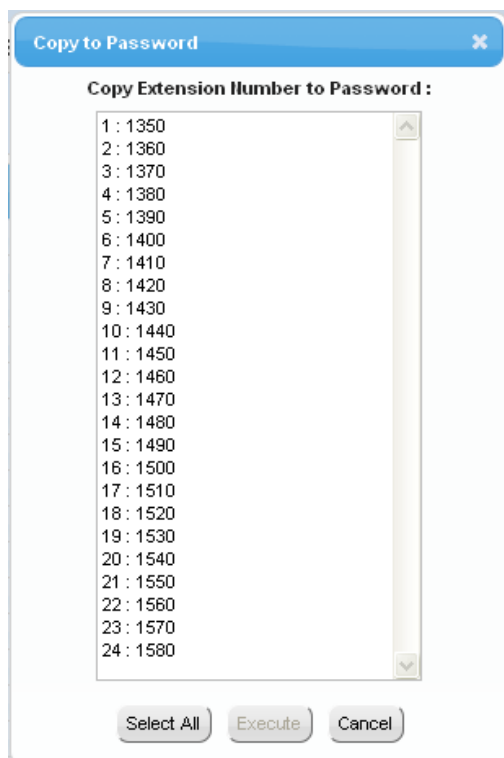 Copy to Password
Copy Extension Number to Password :
1 : 1350
2 : 1360
3 : 1370
4 : 1380
5 : 1390
6 : 1400
7 : 1410
8 : 1420
9 : 1430
10 : 1440
11 : 1450
12 : 1460
13 : 1470
14 : 1480
15 : 1490
16 : 1500
17 : 1510
18 : 1520
19 : 1530
20 : 1540
21 : 1550
22 : 1560
23 : 1570
24 : 1580
Select All Execute Cancel